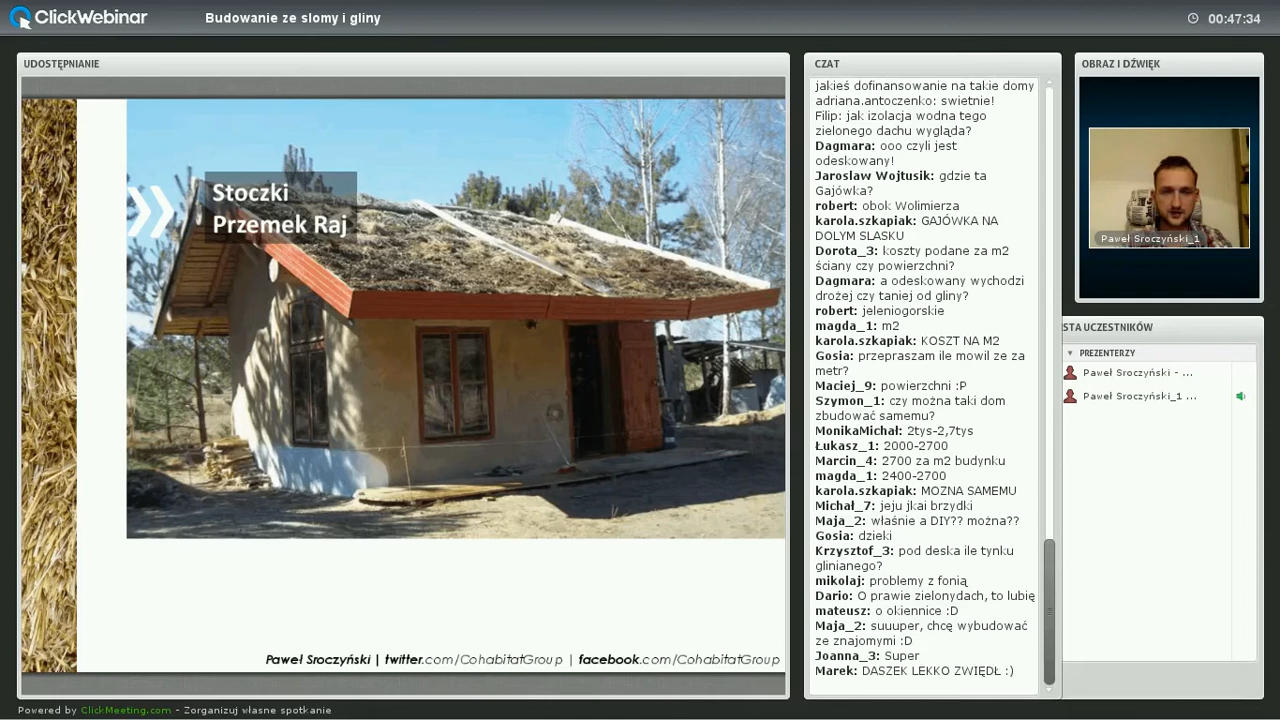 ClickWebinar
Budowanie ze slomy i gliny
00:47:34
UDOSTĘPNIANIE
Stoczki
Przemek Raj
Paweł Sroczyński | twitter.com/CohabitatGroup | facebook.com/CohabitatGroup
CZAT
jakieś dofinansowanie na takie domy
adriana.antoczenko: swietnie!
Filip: jak izolacja wodna tego
zielonego dachu wygląda?
Dagmara: ooo czyli jest
odeskowany!
Jaroslaw Wojtusik: gdzie ta
Gajówka?
robert: obok Wolimierza
karola.szkapiak: GAJÓWKA NA
DOLYM SLASKU
Dorota_3: koszty podane za m2
ściany czy powierzchni?
Dagmara: a odeskowany wychodzi
drożej czy taniej od gliny?
robert: jeleniogorskie
magda_1: m2
karola.szkapiak: KOSZT NA M2
Gosia: przepraszam ile mowil ze za
metr?
Maciej_9: powierzchni :P
Szymon_1: czy można taki dom
zbudować samemu?
MonikaMichał: 2tys-2,7tys
Łukasz_1: 2000-2700
Marcin_4: 2700 za m2 budynku
magda_1: 2400-2700
karola.szkapiak: MOZNA SAMEMU
Michał_7: jeju jkai brzydki
Maja_2: właśnie a DIY?? można??
Gosia: dzieki
Krzysztof_3: pod deska ile tynku
glinianego?
mikolaj: problemy z fonią
Dario: O prawie zielonydach, to lubię
mateusz: o okiennice :D
Maja_2: suuuper, chcę wybudować
ze znajomymi :D
Joanna_3: Super
Marek: DASZEK LEKKO ZWIĘDŁ :)
OBRAZ I DŹWIĘK
Paweł Sroczyński_1
STA UCZESTNIKÓW
PREZENTERZY
Paweł Sroczyński - ...
Paweł Sroczyński_1 ...
Powered by ClickMeeting.com - Zorganizuj własne spotkanie